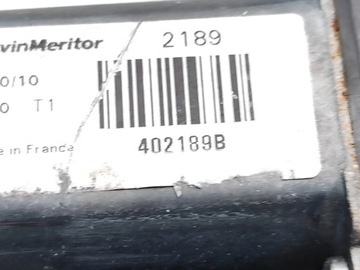 vinMeritor 2189
0/10
0 T1
e in France
402189B